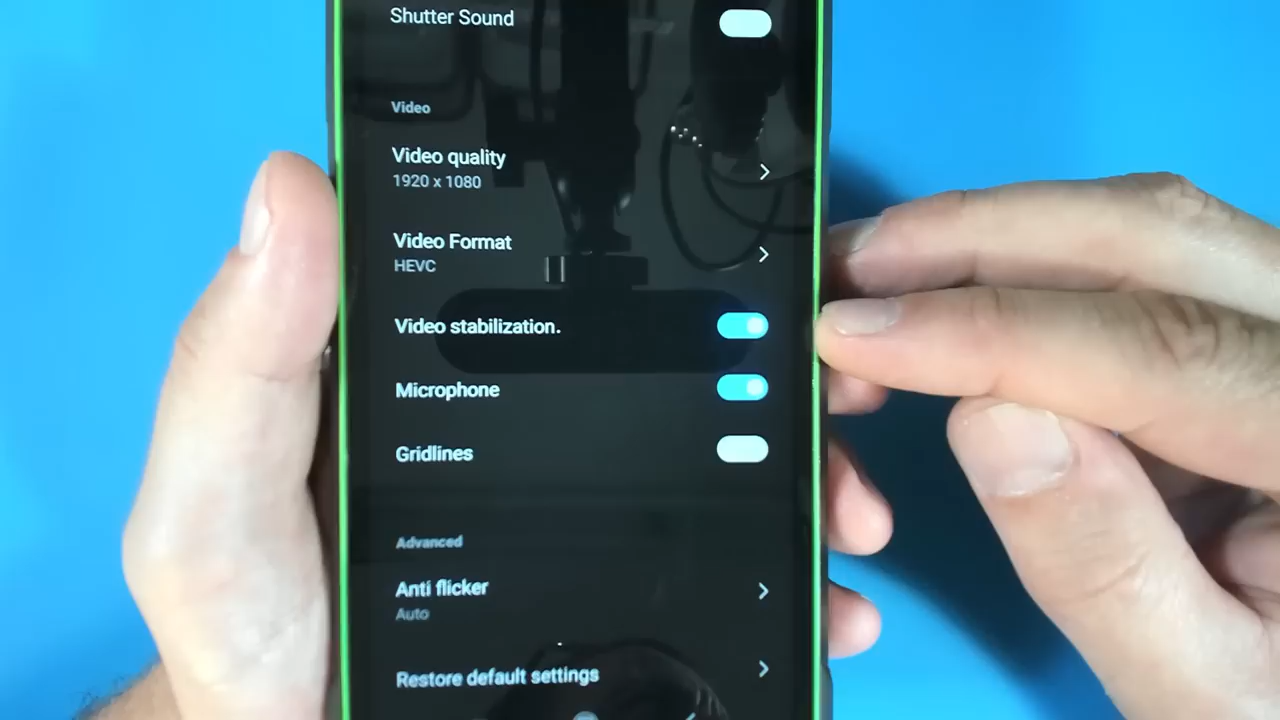 Shutter Sound
Video
Video quality
1920 x 1080
Video Format
HEVC
Video stabilization.
Microphone
Gridlines
Advanced
Anti flicker
Auto
Restore default settings